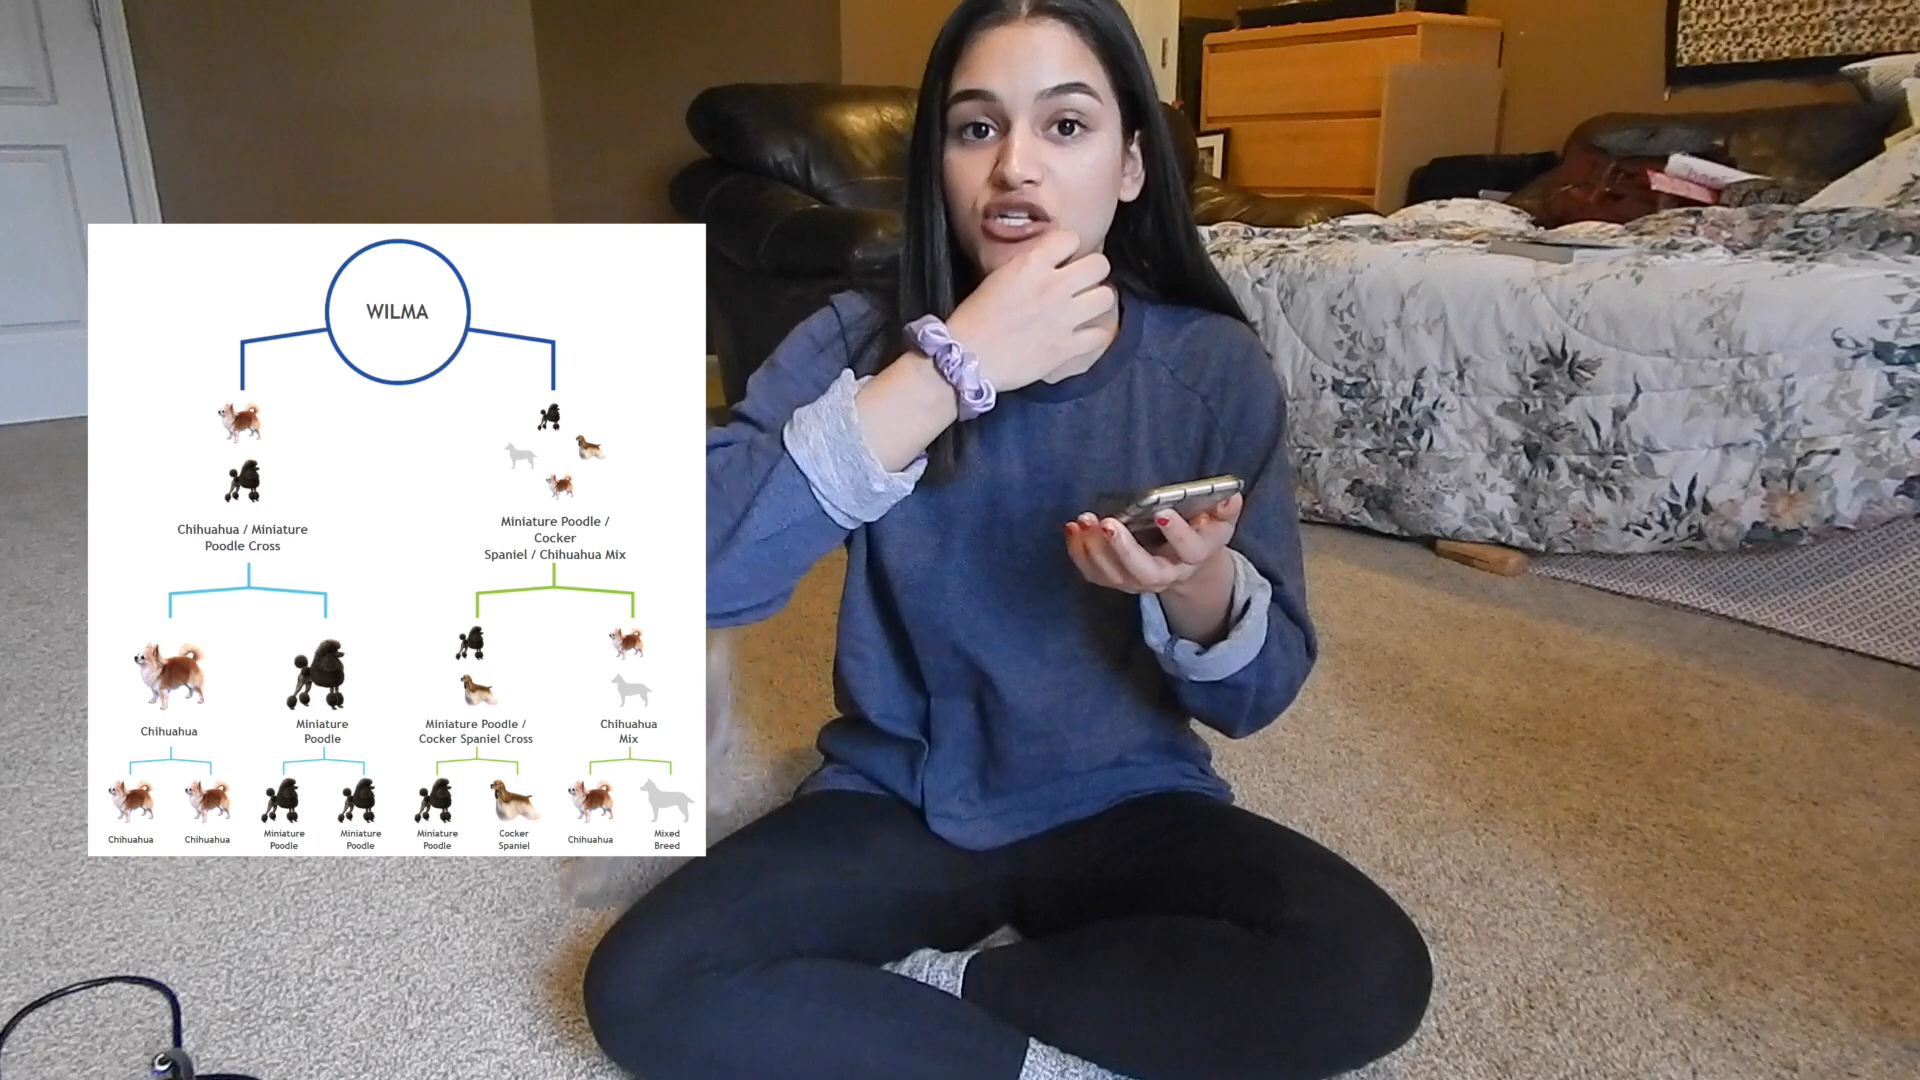 WILMA
Chihuahua / Miniature
Poodle Cross
Miniature Poodle /
Cocker
Spaniel / Chihuahua Mix
Chihuahua
Miniature
Poodle
Miniature Poodle /
Cocker Spaniel Cross
Chihuahua
Mix
Chihuahua
Chihuahua
Miniature
Poodle
Miniature
Poodle
Miniature
Poodle
Cocker
Spaniel
Chihuahua
Mixed
Breed